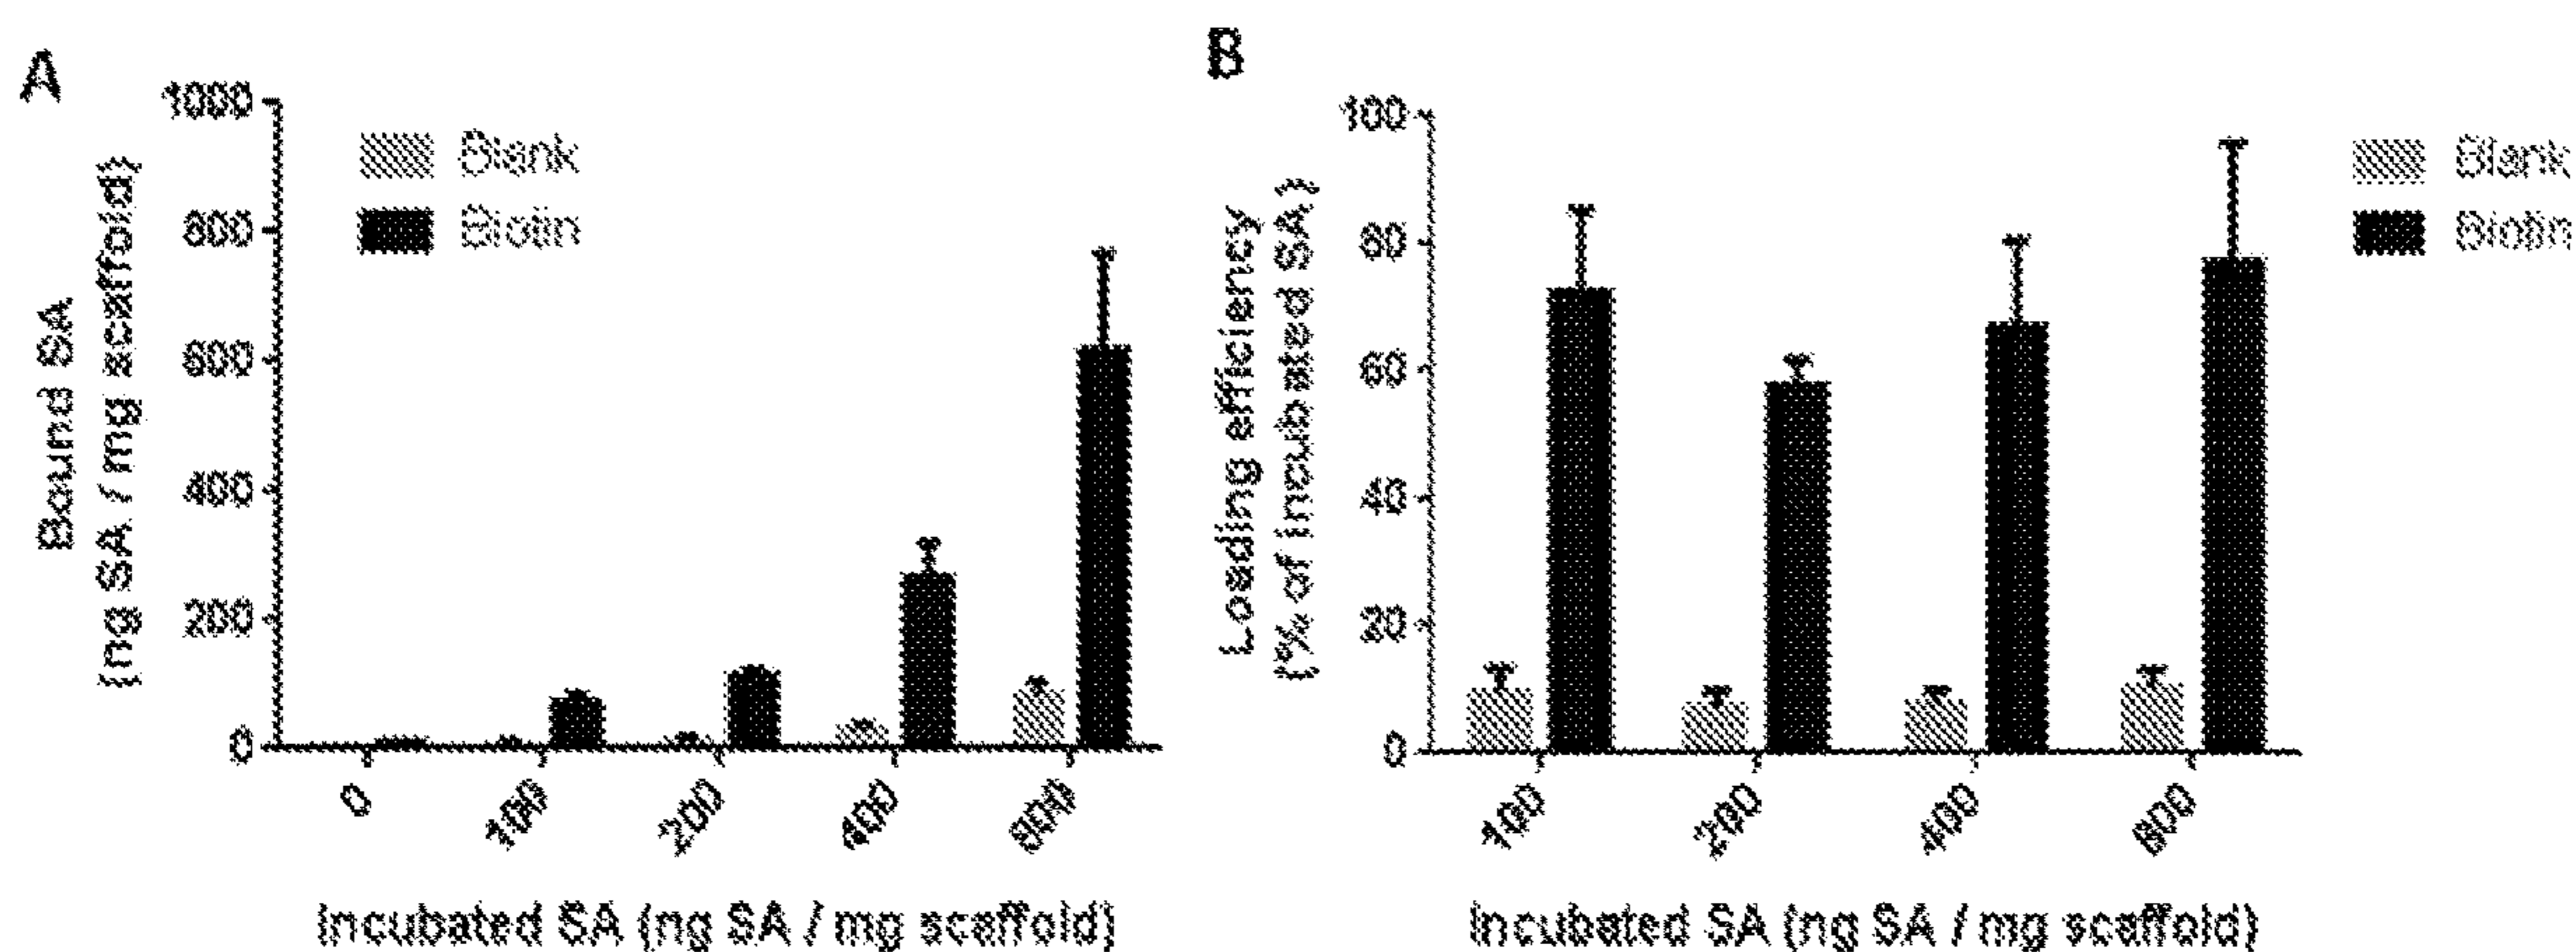 A
Bound SA
(ng SA / mg scaffold)
1000
800
600
400
200
0
Blank
Biotin
0
100
200
400
800
Incubated SA (ng SA / mg scaffold)
B
Loading efficiency
(% of incubated SA)
100
80
60
40
20
0
Blank
Biotin
100
200
400
800
Incubated SA (ng SA / mg scaffold)